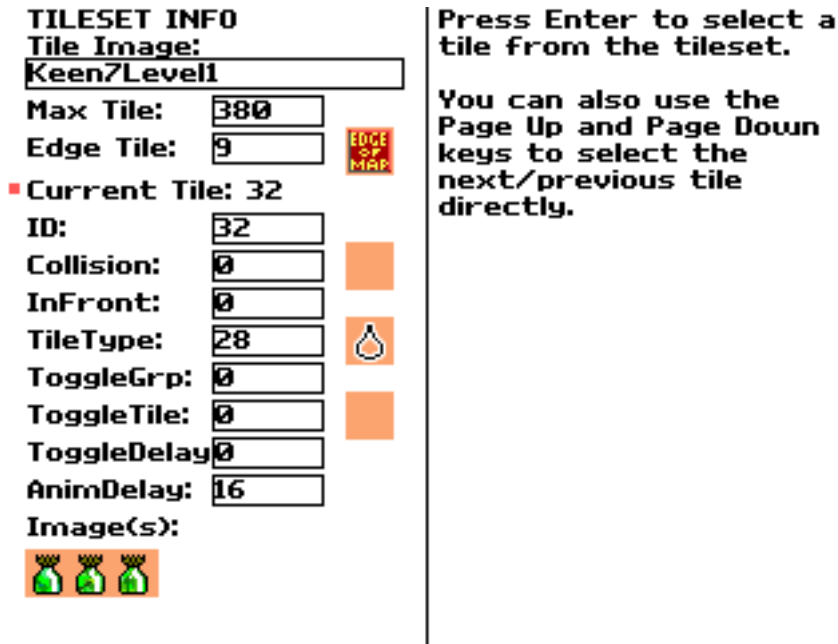 TILESET INFO
Tile Image:
Keen7Level1
Max Tile: 380
Edge Tile: 9
EDGE
OF
MAP
Current Tile: 32
ID: 32
Collision: 0
InFront: 0
TileType: 28
ToggleGrp: 0
ToggleTile: 0
ToggleDelay 0
AnimDelay: 16
Image(s):
Press Enter to select a
tile from the tileset.
You can also use the
Page Up and Page Down
keys to select the
next/previous tile
directly.